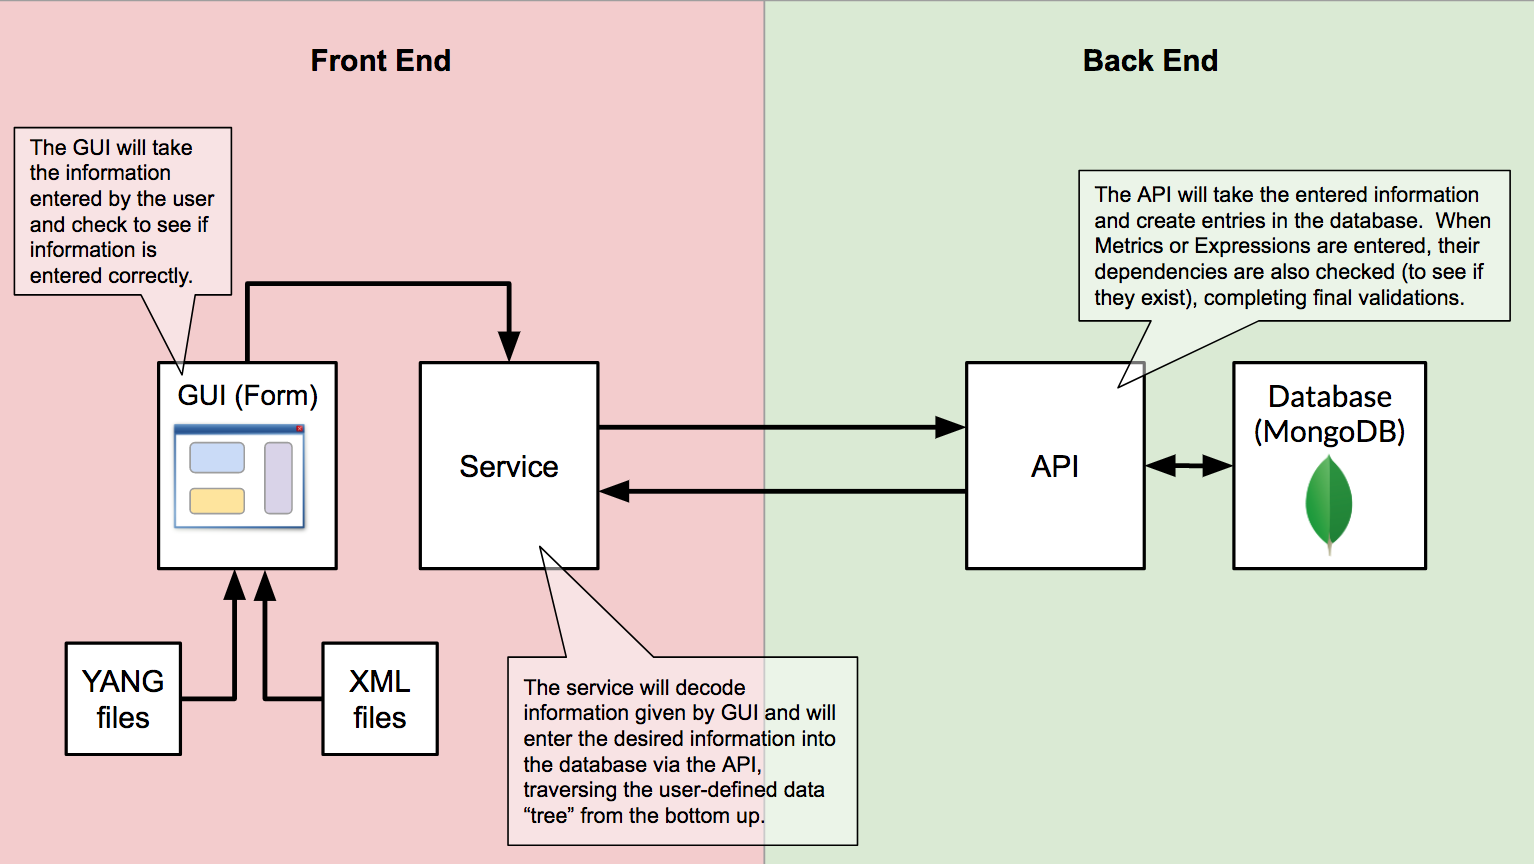 Front End
Back End
The GUI will take
the information
entered by the user
and check to see if
information is
entered correctly.
The API will take the entered information
and create entries in the database.  When
Metrics or Expressions are entered, their
dependencies are also checked (to see if
they exist), completing final validations.
GUI (Form)
Service
API
Database
(MongoDB)
YANG
files
XML
files
The service will decode
information given by GUI and will
enter the desired information into
the database via the API,
traversing the user-defined data
“tree” from the bottom up.